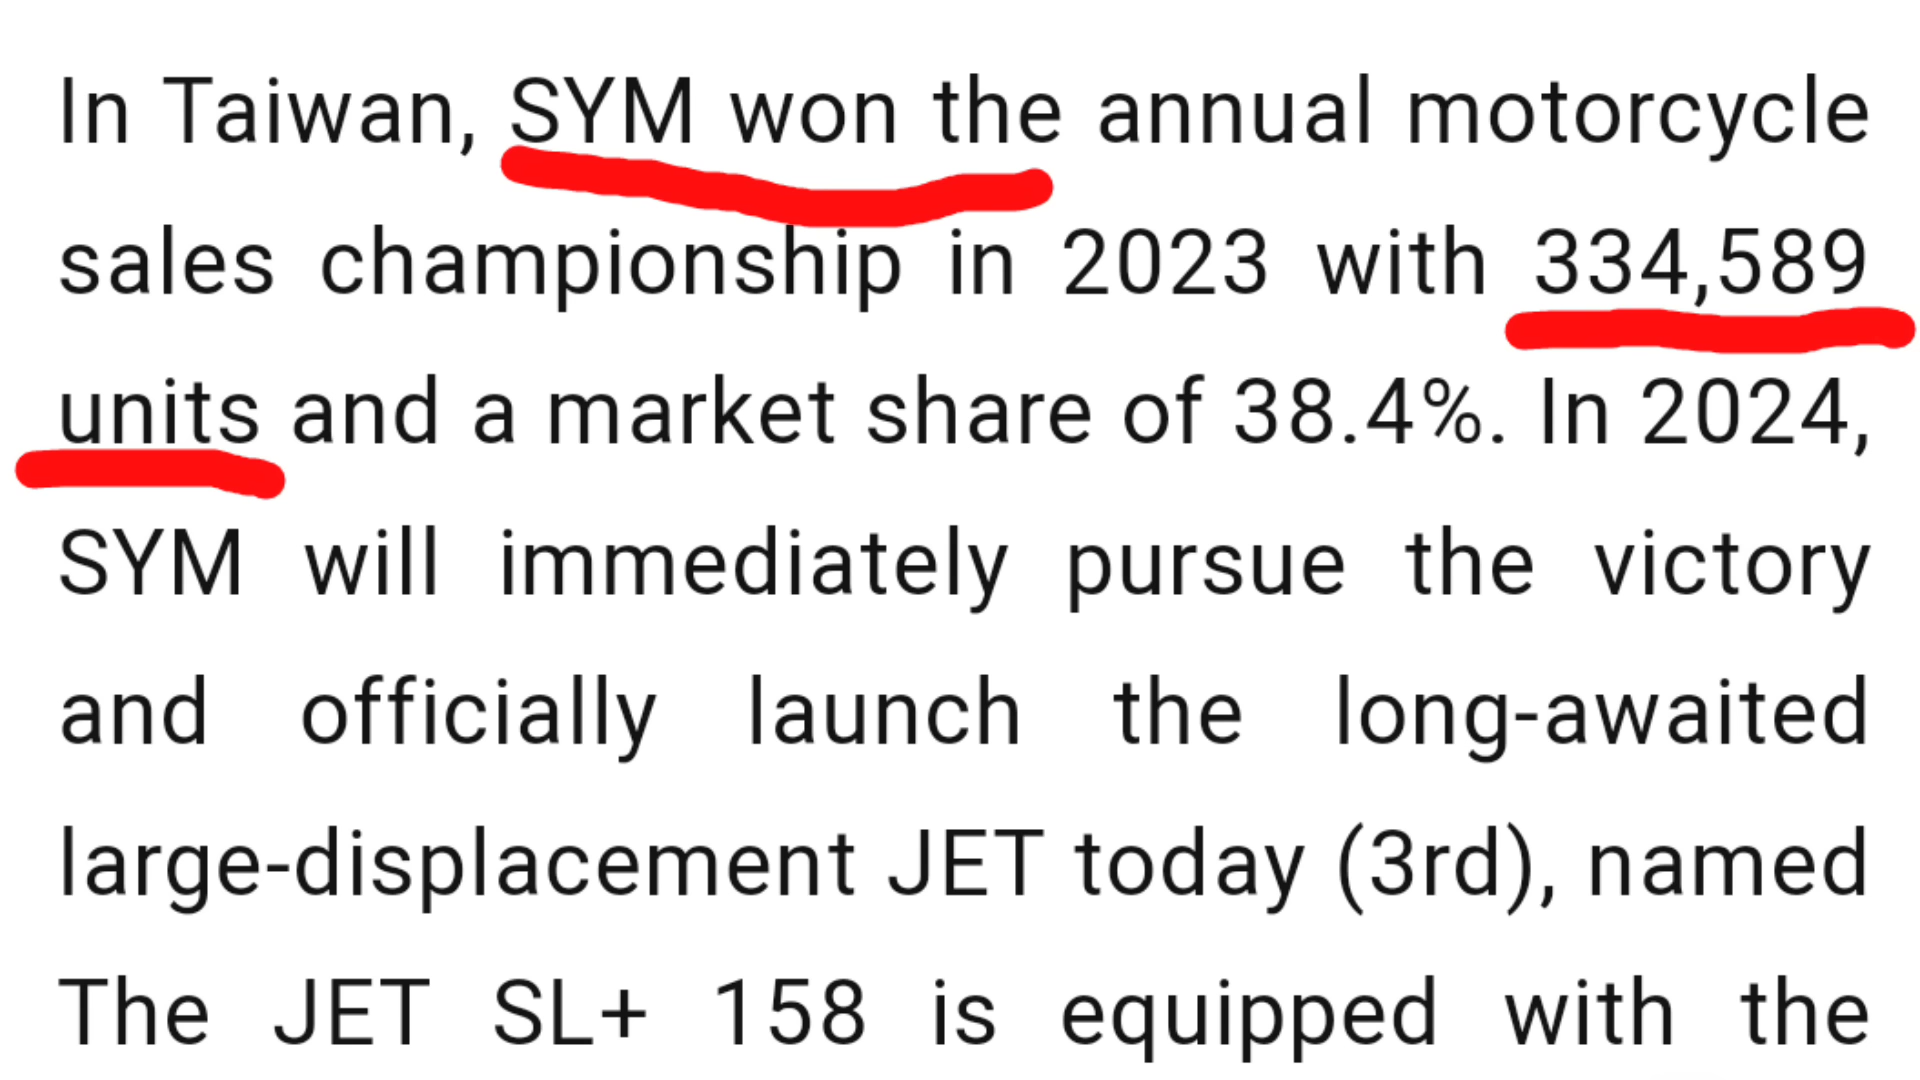 In Taiwan, SYM won the annual motorcycle
sales championship in 2023 with 334,589
units and a market share of 38.4%. In 2024,
SYM will immediately pursue the victory
and officially launch the long-awaited
large-displacement JET today (3rd), named
The JET SL+ 158 is equipped with the